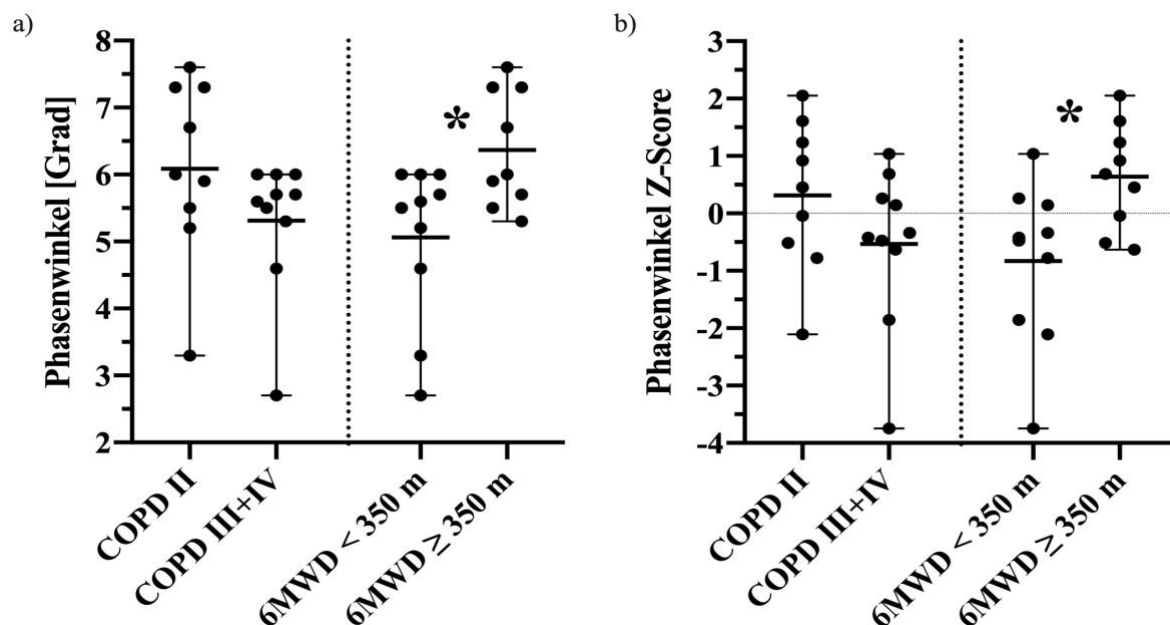 a)
Phasenwinkel [Grad]
8
7
6
5
4
3
2
*
COPD II
COPD III+IV
6MWD < 350 m
6MWD ≥ 350 m
b)
Phasenwinkel Z-Score
3
2
1
0
-1
-2
-3
-4
*
COPD II
COPD III+IV
6MWD < 350 m
6MWD ≥ 350 m